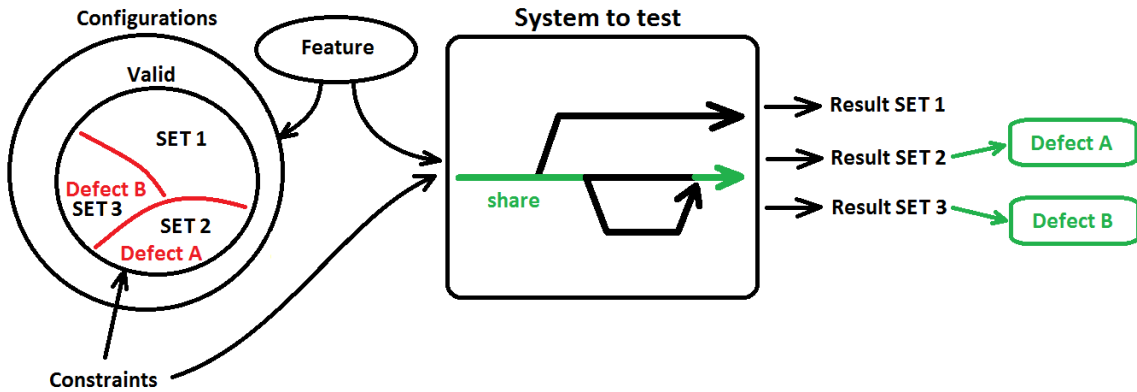 Configurations
Feature
System to test
Valid
SET 1
Result SET 1
Defect A
Result SET 2
Defect B
SET 3
share
Result SET 3
Defect B
SET 2
Defect A
Constraints